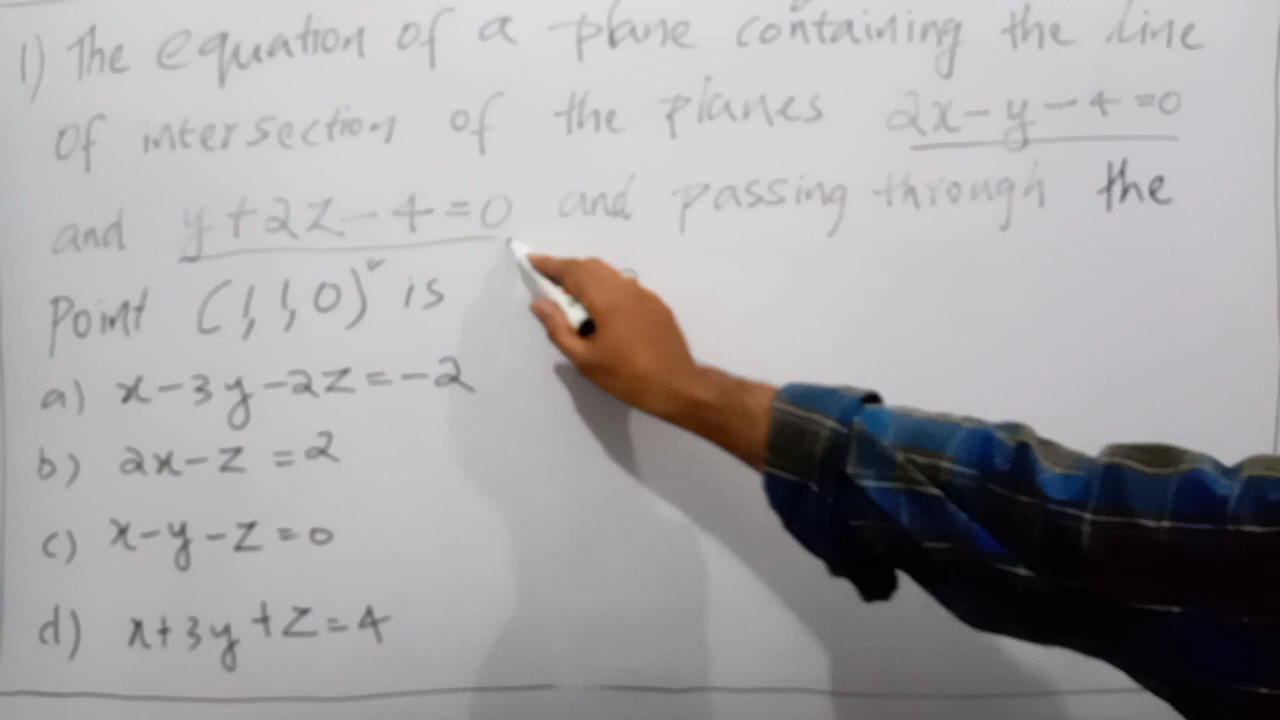 1) The equation of a plane containing the line
of intersection of the planes 2x-y-4=0
and y+2z-4=0 and passing through the
Point (1,1,0) is
a) x-3y-2z=-2
b) 2x-z=2
c) x-y-z=0
d) x+3y+z=4